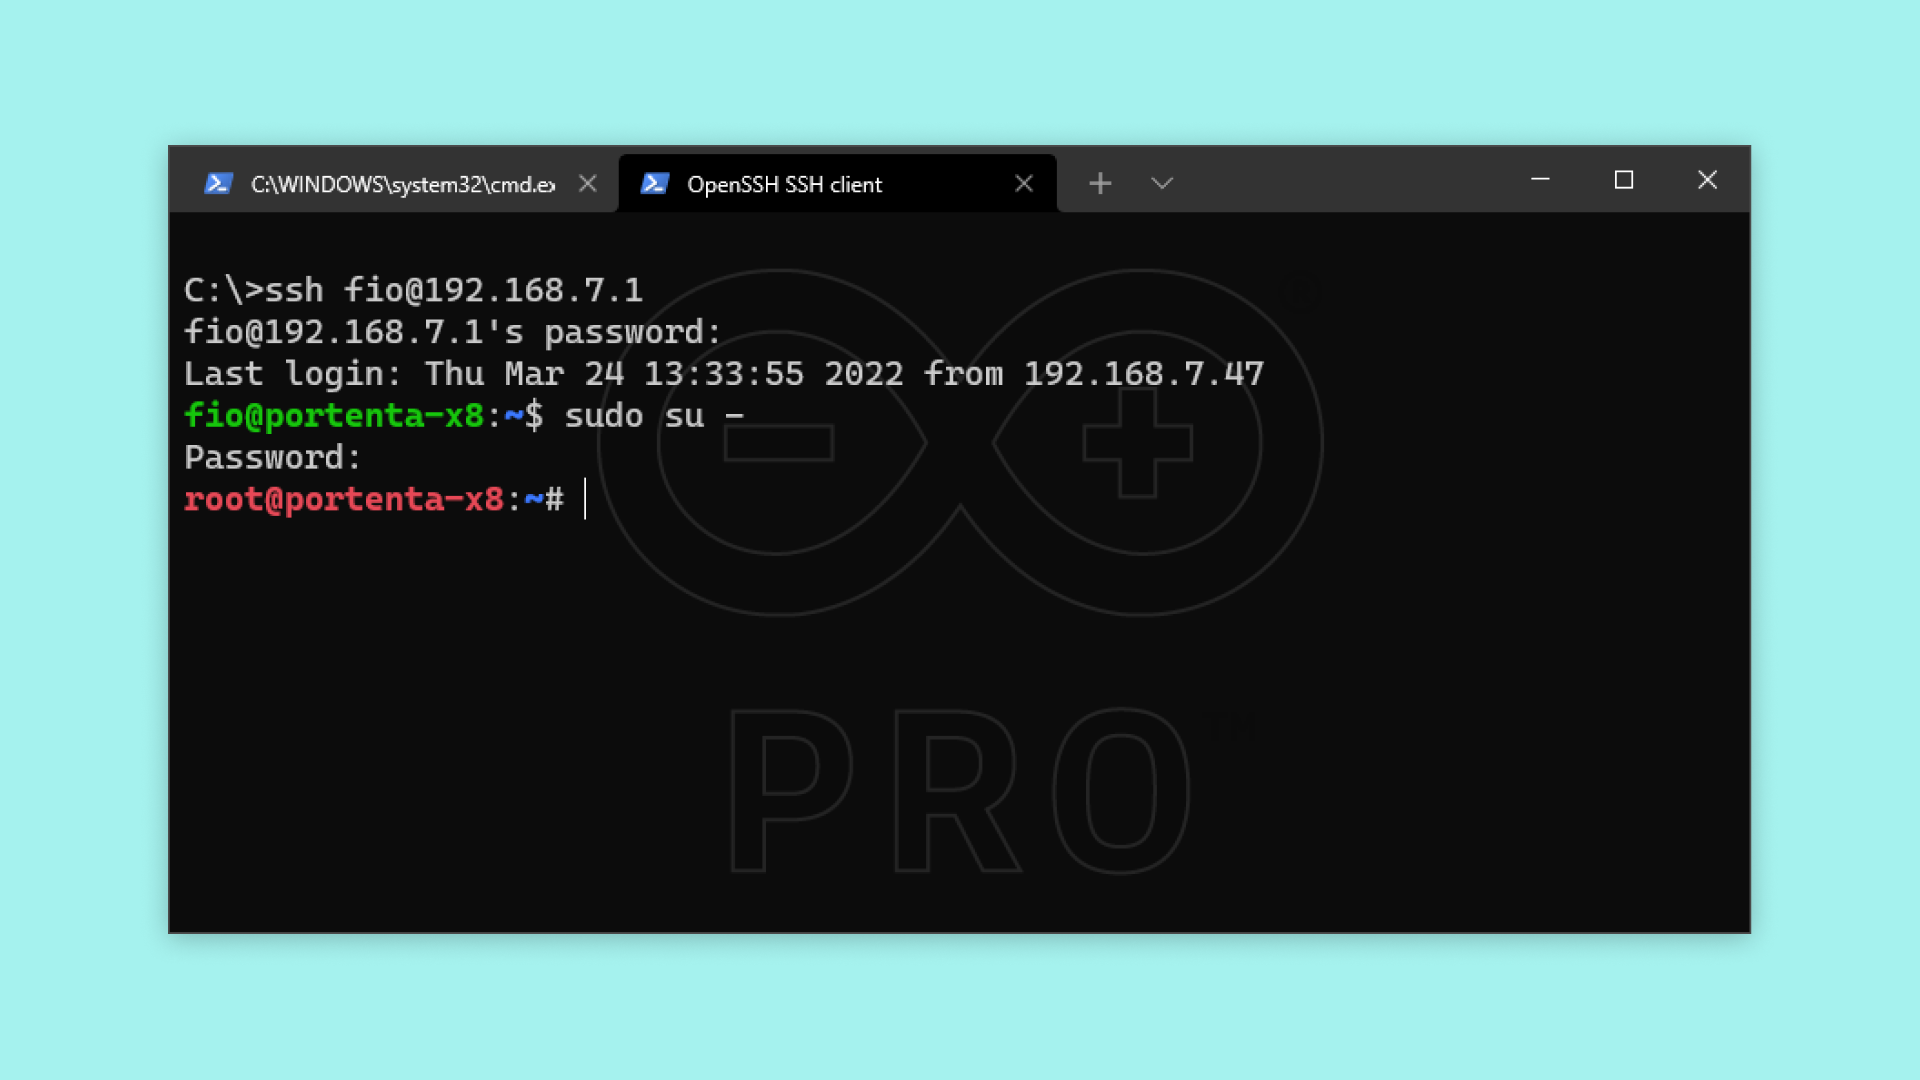 C:\WINDOWS\system32\cmd.ex
OpenSSH SSH client
C:\>ssh fio@192.168.7.1
fio@192.168.7.1's password:
Last login: Thu Mar 24 13:33:55 2022 from 192.168.7.47
fio@portenta-x8:~$ sudo su -
Password:
root@portenta-x8:~#
PRO